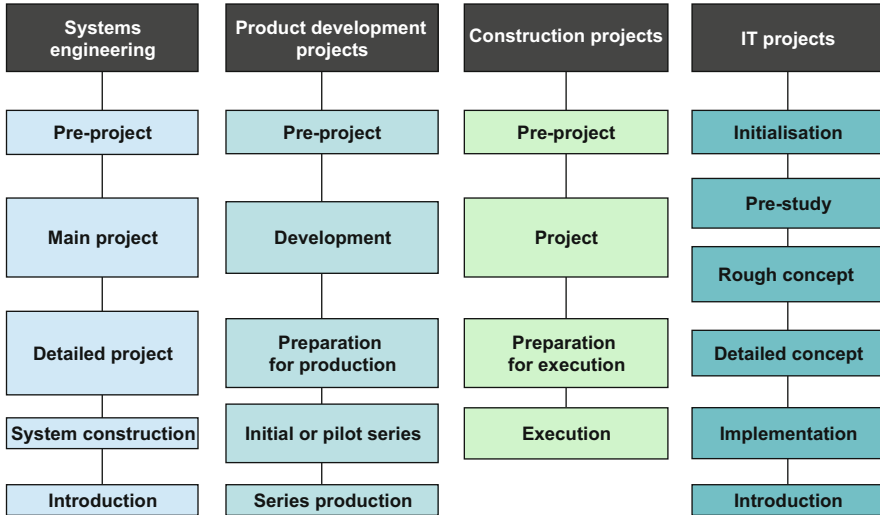 Systems
engineering
Pre-project
Main project
Detailed project
System construction
Introduction
Product development
projects
Pre-project
Development
Preparation
for production
Initial or pilot series
Series production
Construction projects
Pre-project
Project
Preparation
for execution
Execution
IT projects
Initialisation
Pre-study
Rough concept
Detailed concept
Implementation
Introduction